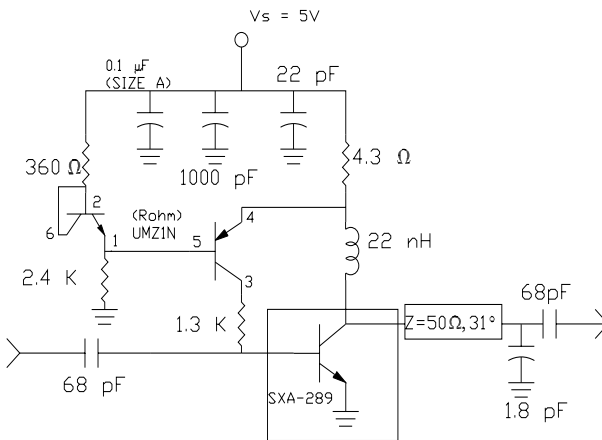 Vs = 5V
0.1 µF
(SIZE A)
22 pF
360 Ω
1000 pF
4.3 Ω
2
6
(Rohm)
UMZ1N
4
1
5
22 nH
2.4 K
3
1.3 K
Z=50Ω,31°
68pF
68 pF
SXA-289
1.8 pF